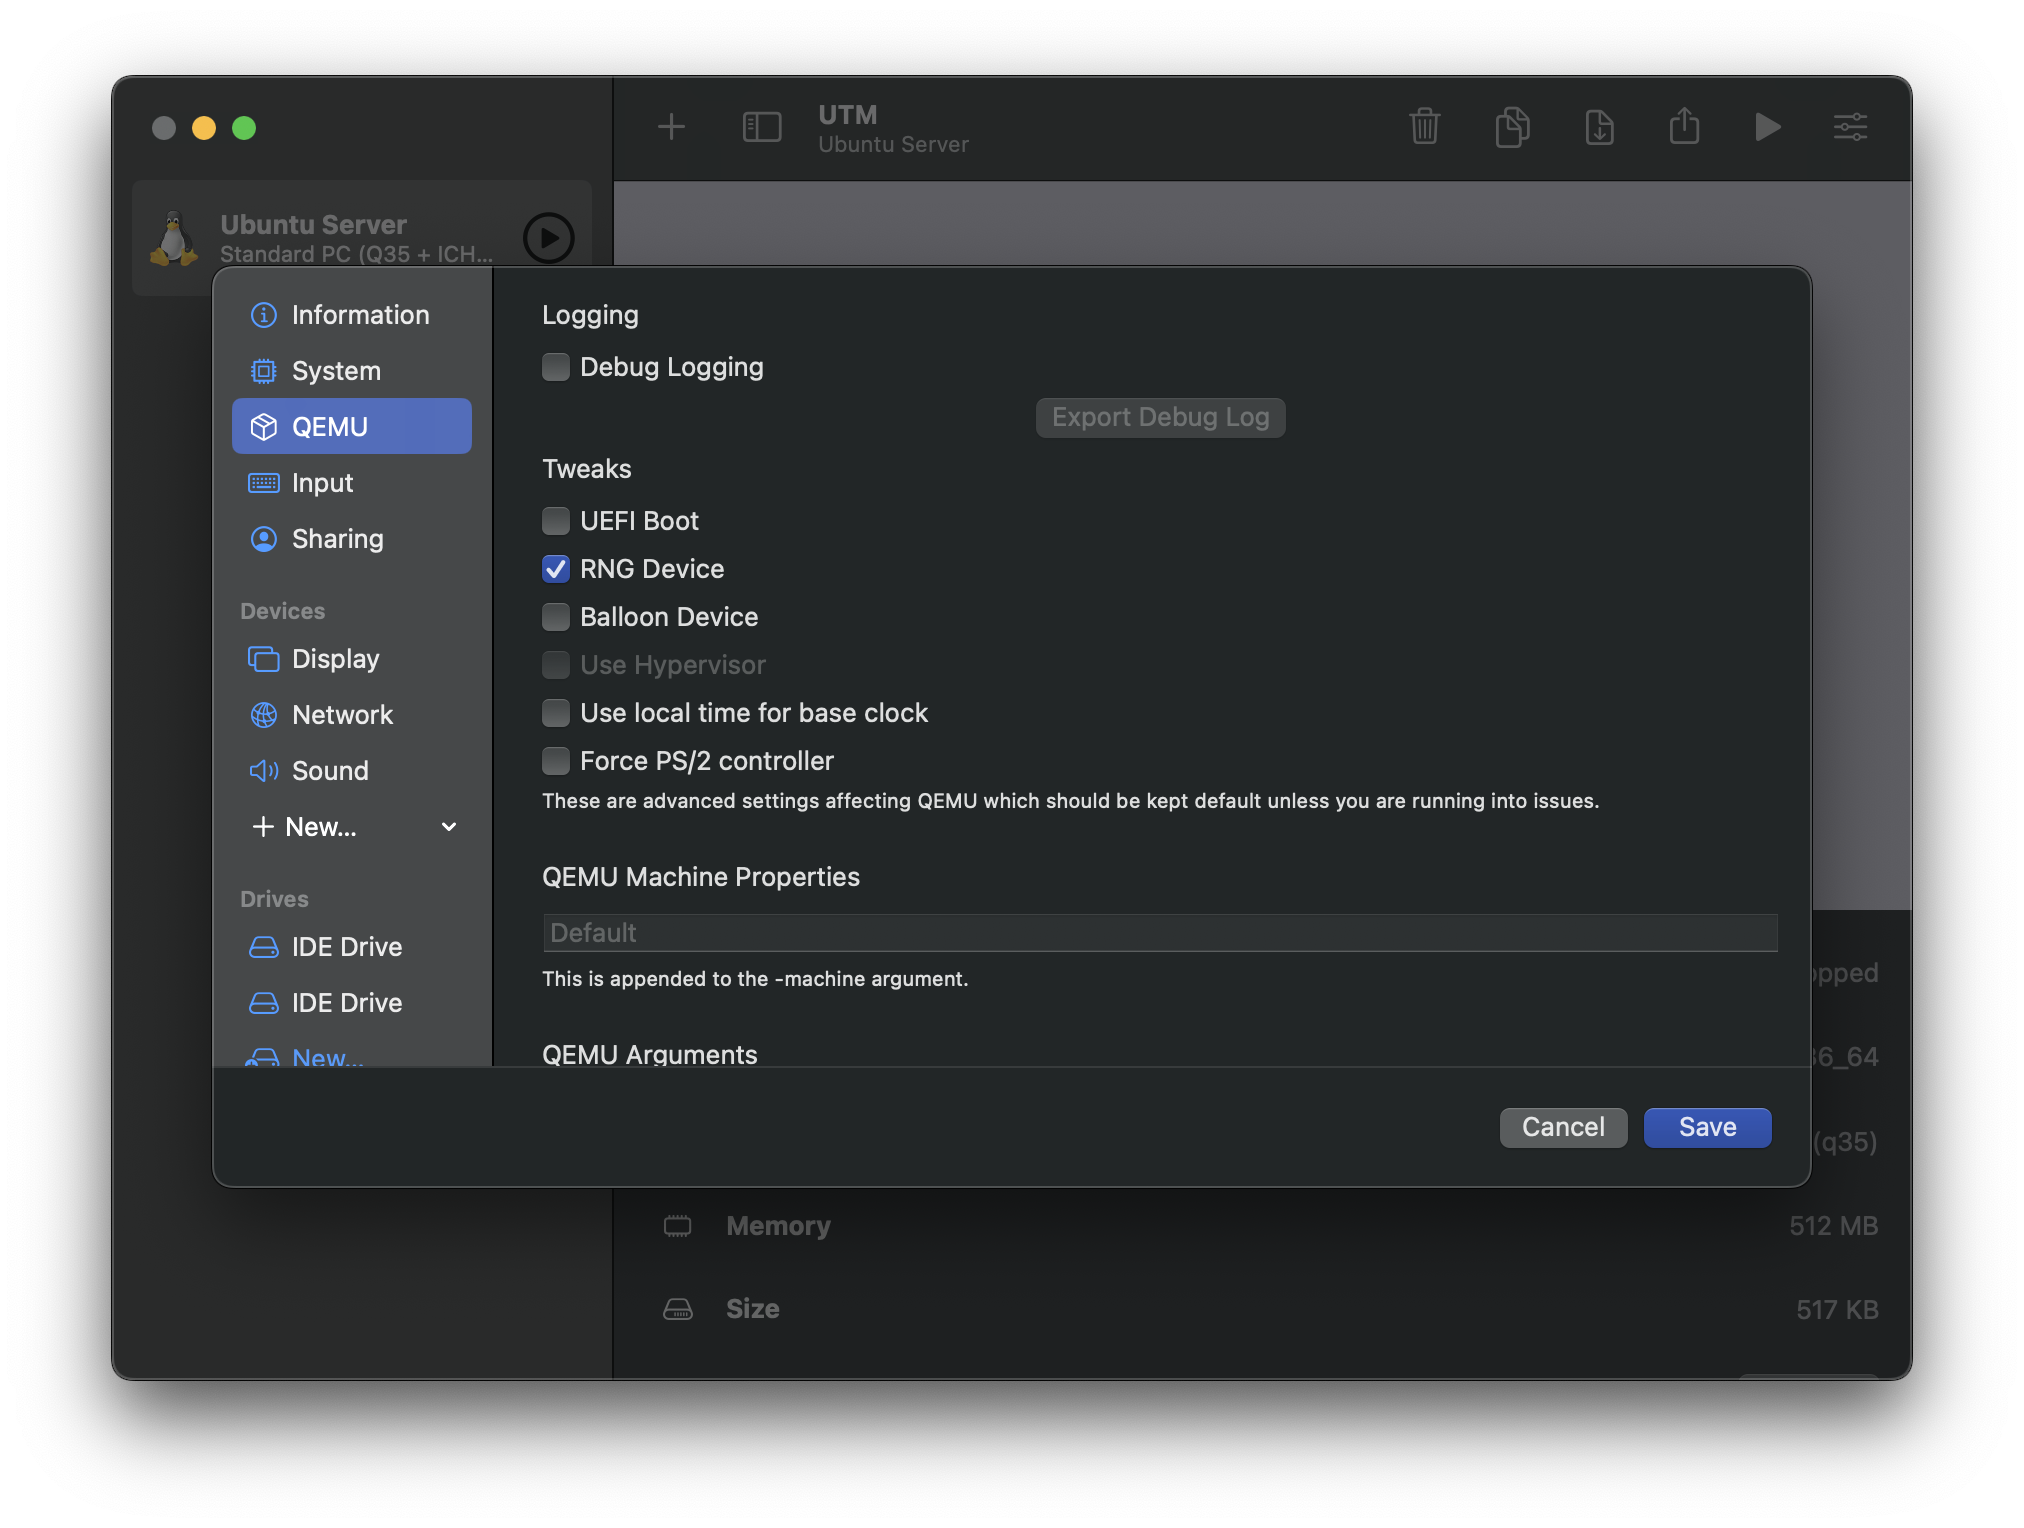 UTM
Ubuntu Server
Ubuntu Server
Standard PC (Q35 + ICH...
Information
System
QEMU
Input
Sharing
Devices
Display
Network
Sound
New...
Drives
IDE Drive
IDE Drive
New...
Logging
Debug Logging
Export Debug Log
Tweaks
UEFI Boot
RNG Device
Balloon Device
Use Hypervisor
Use local time for base clock
Force PS/2 controller
These are advanced settings affecting QEMU which should be kept default unless you are running into issues.
QEMU Machine Properties
Default
This is appended to the -machine argument.
QEMU Arguments
Cancel
Save
opped
86_64
(q35)
Memory
512 MB
Size
517 KB